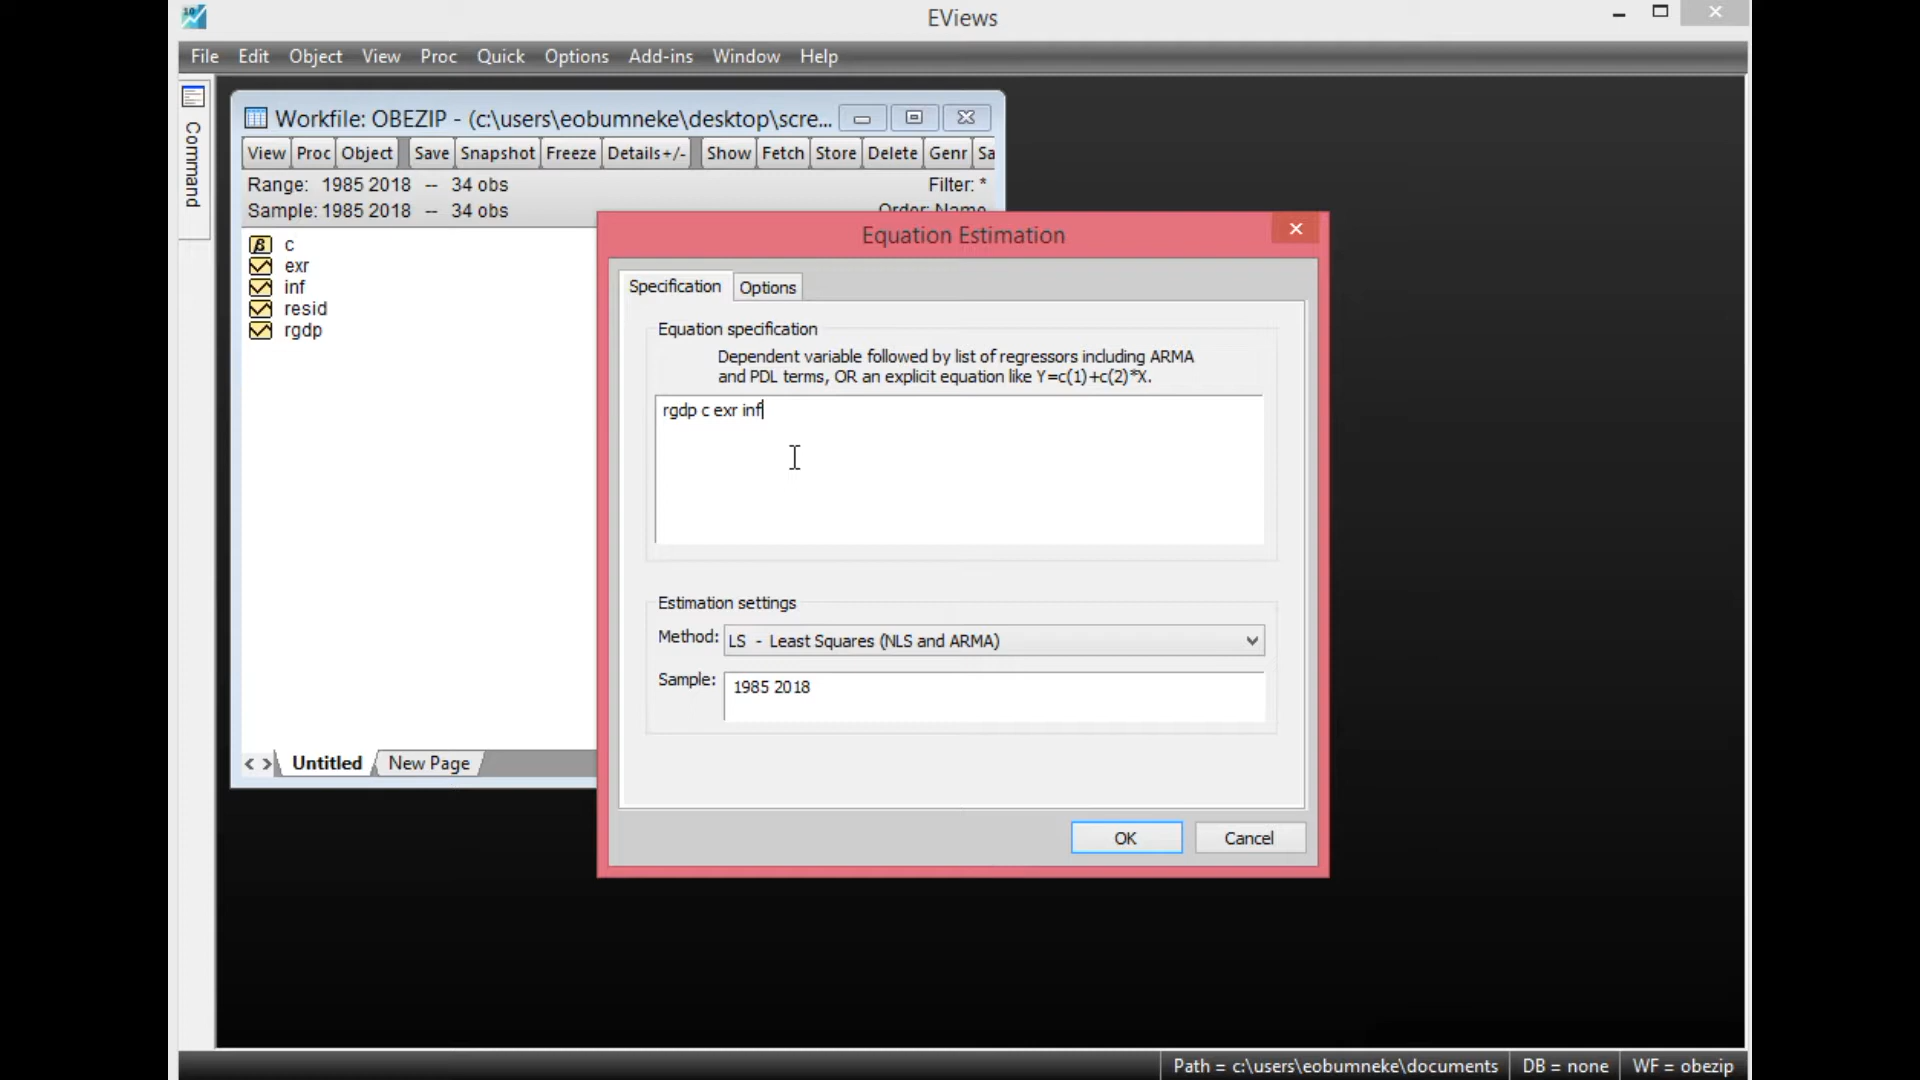 10
EViews
File Edit Object View Proc Quick Options Add-ins Window Help
Command
Workfile: OBEZIP - (c:\users\eobumneke\desktop\scre...
View Proc Object Save Snapshot Freeze Details+/- Show Fetch Store Delete Genr Sa
Range: 1985 2018 -- 34 obs Filter: *
Sample: 1985 2018 -- 34 obs Order: Name
β c
exr
inf
resid
rgdp
Untitled New Page
Equation Estimation
Specification Options
Equation specification
Dependent variable followed by list of regressors including ARMA
and PDL terms, OR an explicit equation like Y=c(1)+c(2)*X.
rgdp c exr inf
Estimation settings
Method: LS - Least Squares (NLS and ARMA)
Sample: 1985 2018
OK Cancel
Path = c:\users\eobumneke\documents DB = none WF = obezip